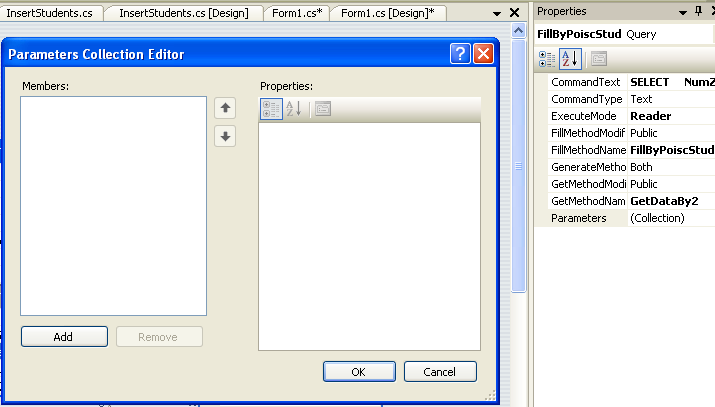 InsertStudents.cs InsertStudents.cs [Design] Form1.cs* Form1.cs [Design]*
Parameters Collection Editor
Members:
Properties:
Add
Remove
OK
Cancel
Properties
FillByPoiscStud Query
CommandText SELECT NumZ
CommandType Text
ExecuteMode Reader
FillMethodModif Public
FillMethodName FillByPoiscStud
GenerateMetho Both
GetMethodModi Public
GetMethodNam GetDataBy2
Parameters (Collection)